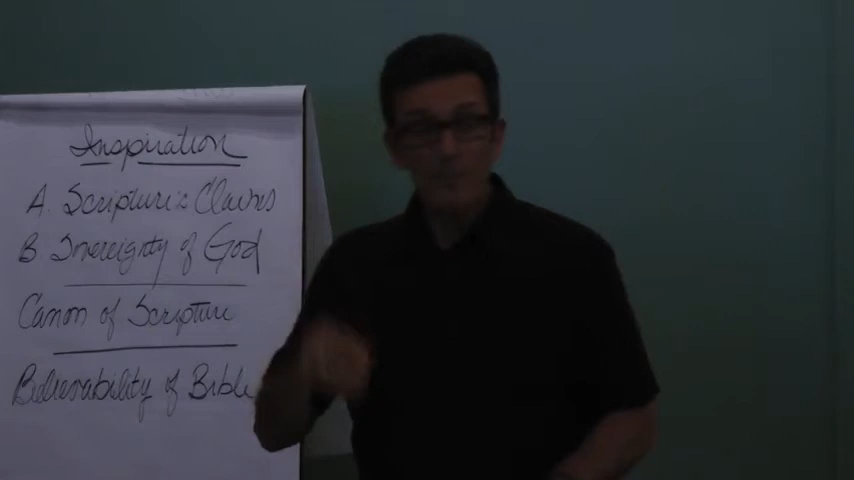 Inspiration
A. Scripture's Claims
B Sovereignty of God
Canon of Scripture
Believability of Bible